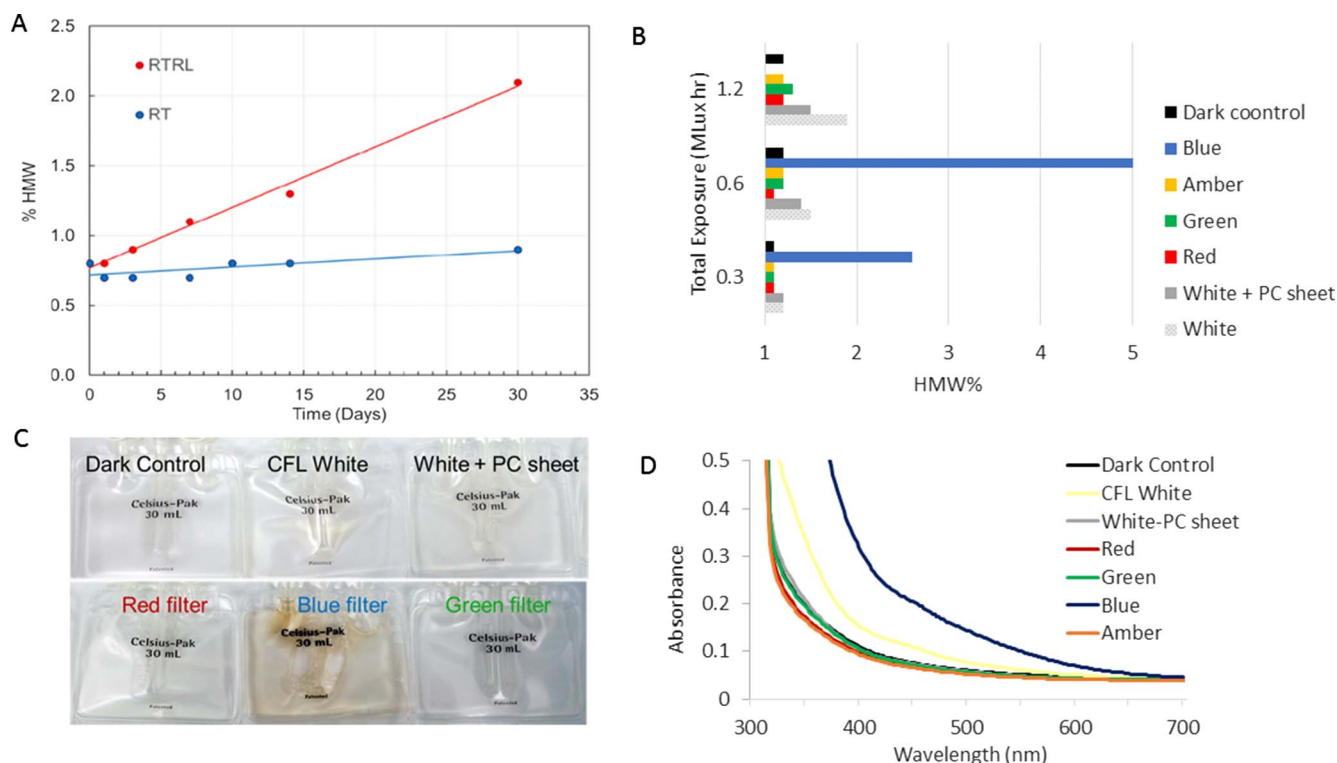 A
2.5
2.0
1.5
1.0
0.5
0.0
% HMW
RTRL
RT
0 5 10 15 20 25 30 35
Time (Days)
B
Total Exposure (MLux hr)
1.2
0.6
0.3
1 2 3 4 5
HMW%
Dark coontrol
Blue
Amber
Green
Red
White + PC sheet
White
C
Dark Control
CFL White
White + PC sheet
Celsius-Pak
30 mL
Patented
Celsius-Pak
30 mL
Patented
Celsius-Pak
30 mL
Patented
Red filter
Blue filter
Green filter
Celsius-Pak
30 mL
Patented
Celsius-Pak
30 mL
Patented
Celsius-Pak
30 mL
Patented
D
0.5
0.4
0.3
0.2
0.1
0
Absorbance
300 400 500 600 700
Wavelength (nm)
Dark Control
CFL White
White-PC sheet
Red
Green
Blue
Amber